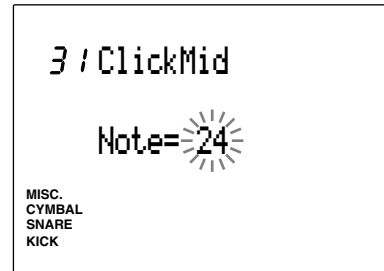 31 ClickMid
Note=24
MISC.
CYMBAL
SNARE
KICK